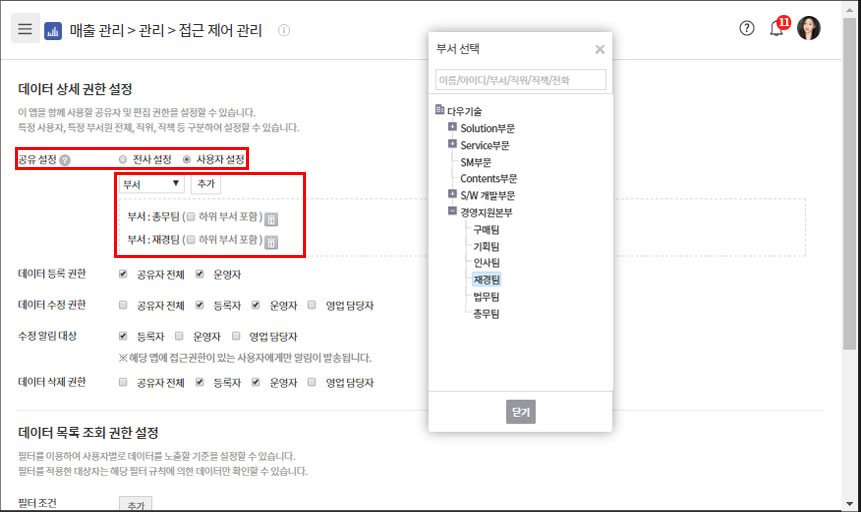 매출 관리 > 관리 > 접근 제어 관리
11
데이터 상세 권한 설정
이 앱을 함께 사용할 공유자 및 편집 권한을 설정할 수 있습니다.
특정 사용자, 특정 부서원 전체, 직위, 직책 등 구분하여 설정할 수 있습니다.
공유 설정 ? 전사 설정 사용자 설정
부서 ▼ 추가
부서 : 총무팀 ( 하위 부서 포함 )
부서 : 재경팀 ( 하위 부서 포함 )
데이터 등록 권한 공유자 전체 운영자
데이터 수정 권한 공유자 전체 등록자 운영자 영업 담당자
수정 알림 대상 등록자 운영자 영업 담당자
※ 해당 앱에 접근권한이 있는 사용자에게만 알림이 발송됩니다.
데이터 삭제 권한 공유자 전체 등록자 운영자 영업 담당자
데이터 목록 조회 권한 설정
필터를 이용하여 사용자별로 데이터를 노출할 기준을 설정할 수 있습니다.
필터를 적용한 대상자는 해당 필터 규칙에 의한 데이터만 확인할 수 있습니다.
필터 조건 추가
부서 선택
이름/아이디/부서/직위/직책/전화
다우기술
Solution부문
Service부문
SM부문
Contents부문
S/W 개발부문
경영지원본부
구매팀
기획팀
인사팀
재경팀
법무팀
총무팀
닫기